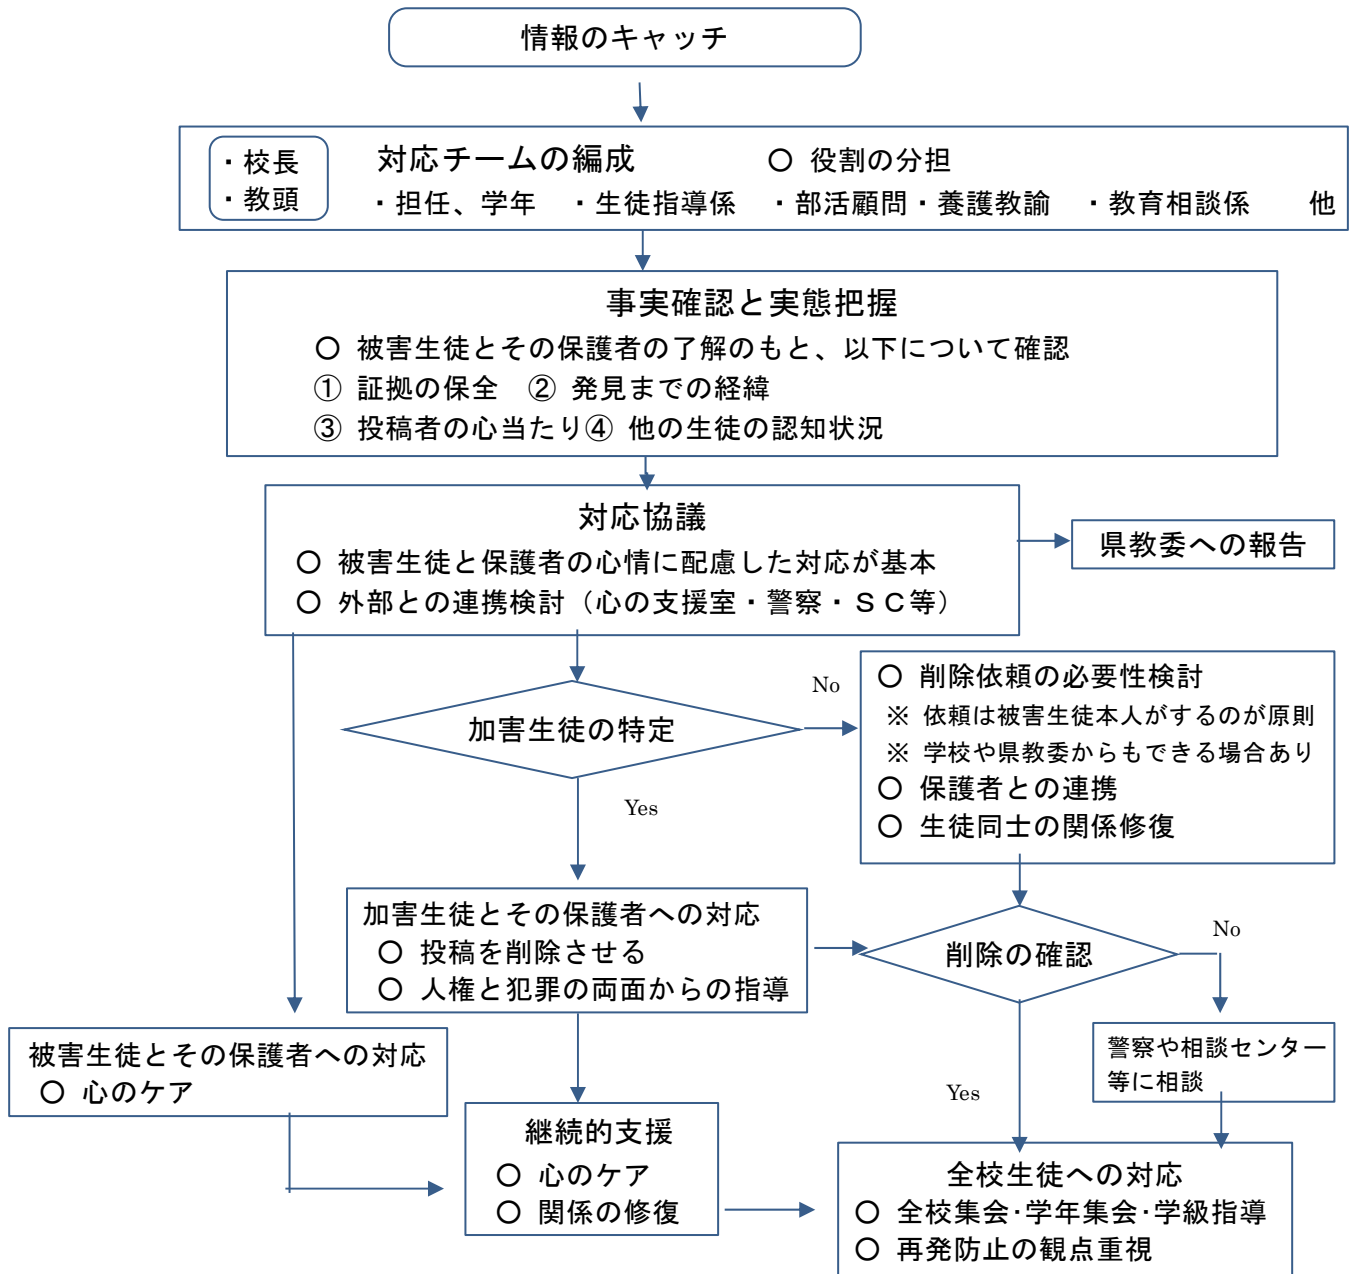 情報のキャッチ
・校長
・教頭
対応チームの編成　　○ 役割の分担
・担任、学年　・生徒指導係　・部活顧問・養護教諭　・教育相談係　他
事実確認と実態把握
○ 被害生徒とその保護者の了解のもと、以下について確認
① 証拠の保全　② 発見までの経緯
③ 投稿者の心当たり④ 他の生徒の認知状況
対応協議
○ 被害生徒と保護者の心情に配慮した対応が基本
○ 外部との連携検討（心の支援室・警察・ＳＣ等）
県教委への報告
加害生徒の特定
No
Yes
○ 削除依頼の必要性検討
※ 依頼は被害生徒本人がするのが原則
※ 学校や県教委からもできる場合あり
○ 保護者との連携
○ 生徒同士の関係修復
加害生徒とその保護者への対応
○ 投稿を削除させる
○ 人権と犯罪の両面からの指導
削除の確認
No
Yes
被害生徒とその保護者への対応
○ 心のケア
警察や相談センター
等に相談
継続的支援
○ 心のケア
○ 関係の修復
全校生徒への対応
○ 全校集会･学年集会･学級指導
○ 再発防止の観点重視